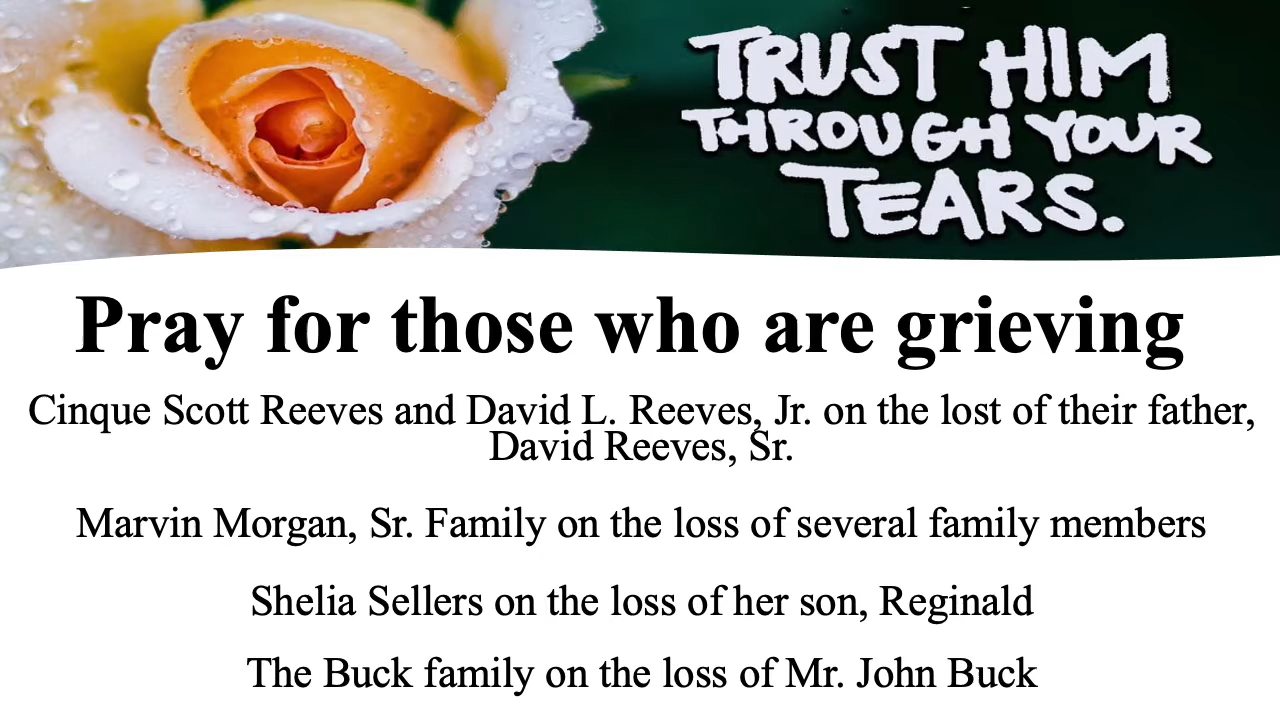 TRUST HIM
THROUGH YOUR
TEARS.
Pray for those who are grieving
Cinque Scott Reeves and David L. Reeves, Jr. on the lost of their father,
David Reeves, Sr.
Marvin Morgan, Sr. Family on the loss of several family members
Shelia Sellers on the loss of her son, Reginald
The Buck family on the loss of Mr. John Buck